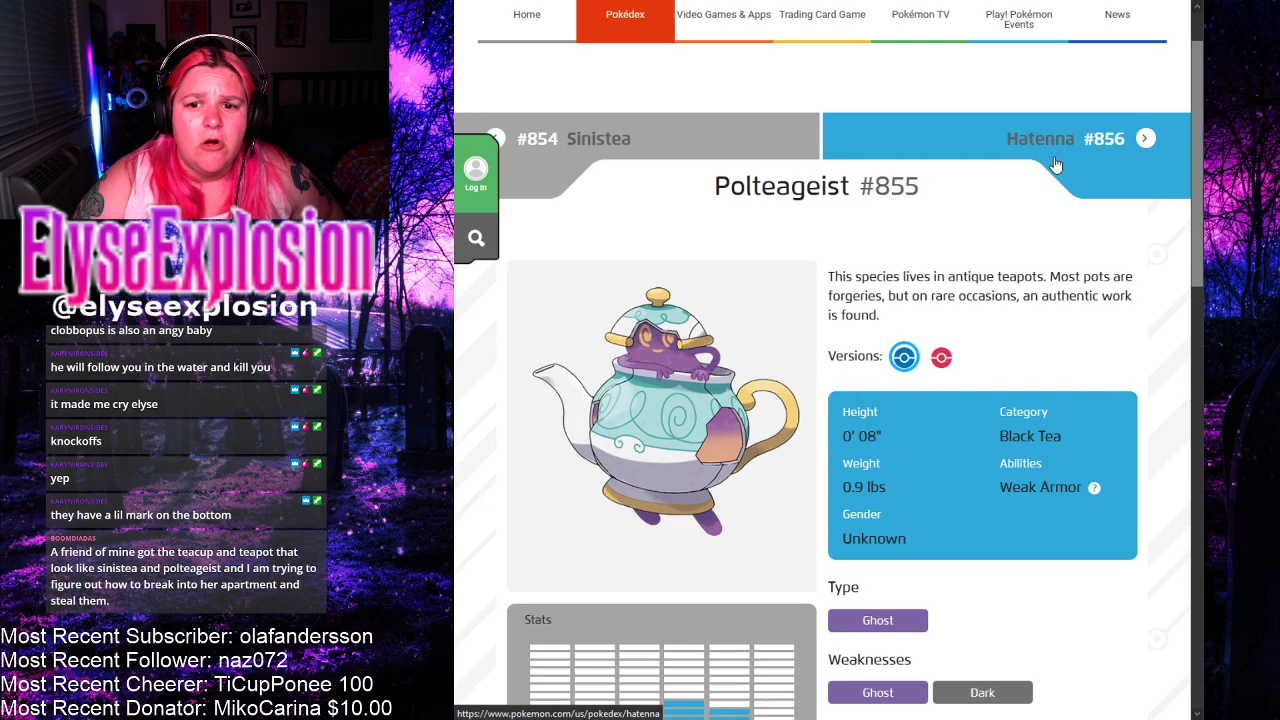 Home
Pokédex
Video Games & Apps
Trading Card Game
Pokémon TV
Play! Pokémon
Events
News
#854 Sinistea
Hatenna #856
Log In
Polteageist #855
This species lives in antique teapots. Most pots are
forgeries, but on rare occasions, an authentic work
is found.
Versions:
Height
0' 08"
Category
Black Tea
Weight
0.9 lbs
Abilities
Weak Armor ?
Gender
Unknown
Type
Ghost
Weaknesses
Ghost
Dark
Stats
https://www.pokemon.com/us/pokedex/hatenna
ElyseExplosion
@elyseexplosion
clobbopus is also an angy baby
KARYNIRONSIDES
he will follow you in the water and kill you
KARYNIRONSIDES
it made me cry elyse
KARYNIRONSIDES
knockoffs
KARYNIRONSIDES
yep
KARYNIRONSIDES
they have a lil mark on the bottom
BOOMDIADAS
A friend of mine got the teacup and teapot that
look like sinistea and polteageist and I am trying to
figure out how to break into her apartment and
steal them.
Most Recent Subscriber: olafandersson
Most Recent Follower: naz072
Most Recent Cheerer: TiCupPonee 100
Most Recent Donator: MikoCarina $10.00